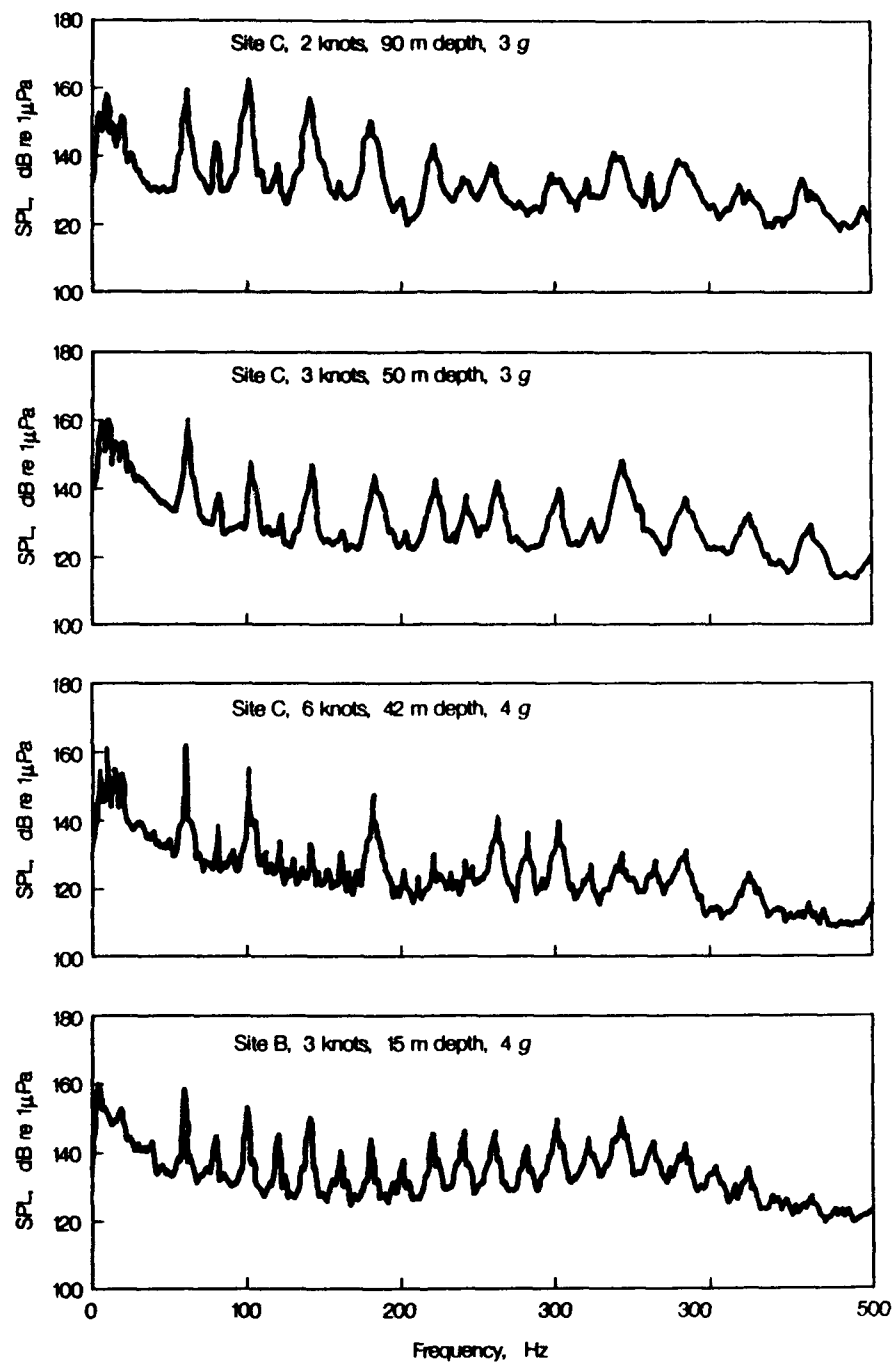 180
160
140
120
100
SPL, dB re 1μPa
Site C, 2 knots, 90 m depth, 3 g
180
160
140
120
100
SPL, dB re 1μPa
Site C, 3 knots, 50 m depth, 3 g
180
160
140
120
100
SPL, dB re 1μPa
Site C, 6 knots, 42 m depth, 4 g
180
160
140
120
100
SPL, dB re 1μPa
Site B, 3 knots, 15 m depth, 4 g
0 100 200 300 300 500
Frequency, Hz